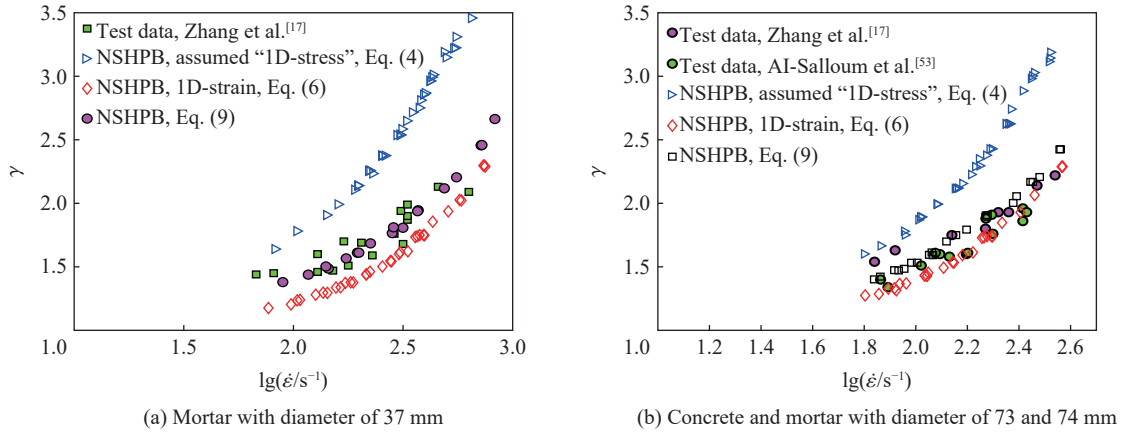 3.5
3.0
2.5
2.0
1.5
γ
Test data, Zhang et al.[17]
NSHPB, assumed “1D-stress”, Eq. (4)
NSHPB, 1D-strain, Eq. (6)
NSHPB, Eq. (9)
1.0 1.5 2.0 2.5 3.0
lg(ε̇/s⁻¹)
(a) Mortar with diameter of 37 mm
3.5
3.0
2.5
2.0
1.5
γ
Test data, Zhang et al.[17]
Test data, AI-Salloum et al.[53]
NSHPB, assumed “1D-stress”, Eq. (4)
NSHPB, 1D-strain, Eq. (6)
NSHPB, Eq. (9)
1.0 1.2 1.4 1.6 1.8 2.0 2.2 2.4 2.6
lg(ε̇/s⁻¹)
(b) Concrete and mortar with diameter of 73 and 74 mm